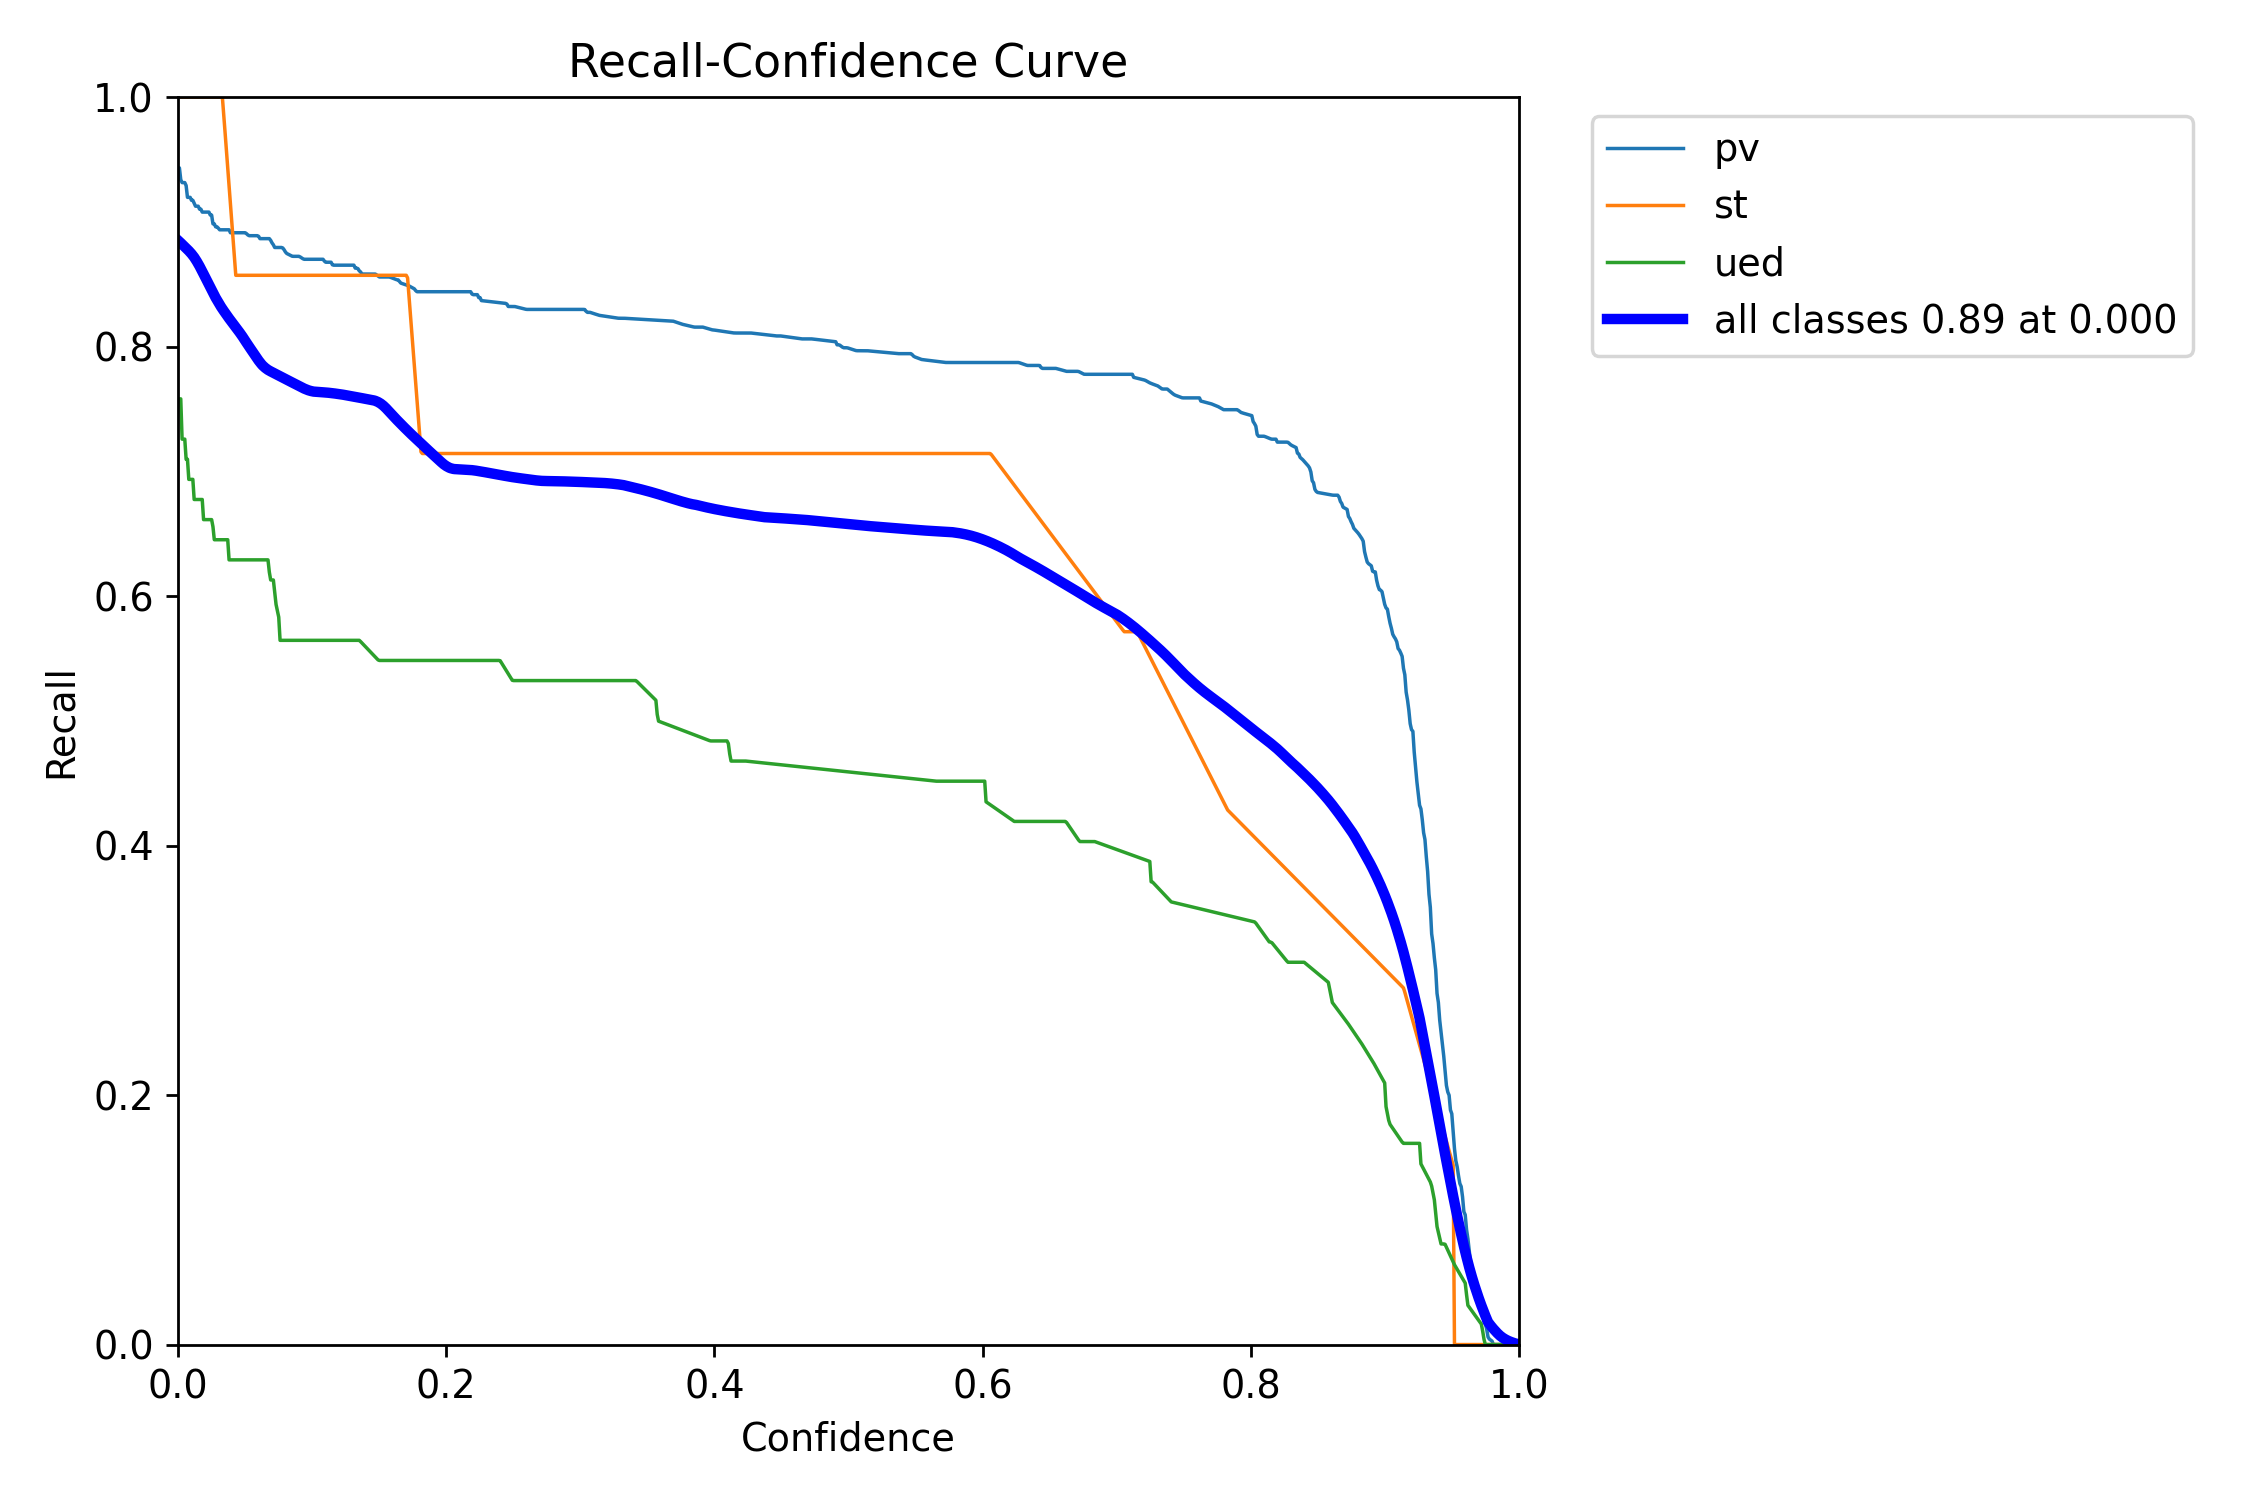 Recall-Confidence Curve
1.0
0.8
0.6
0.4
0.2
0.0
Recall
0.0 0.2 0.4 0.6 0.8 1.0
Confidence
pv
st
ued
all classes 0.89 at 0.000